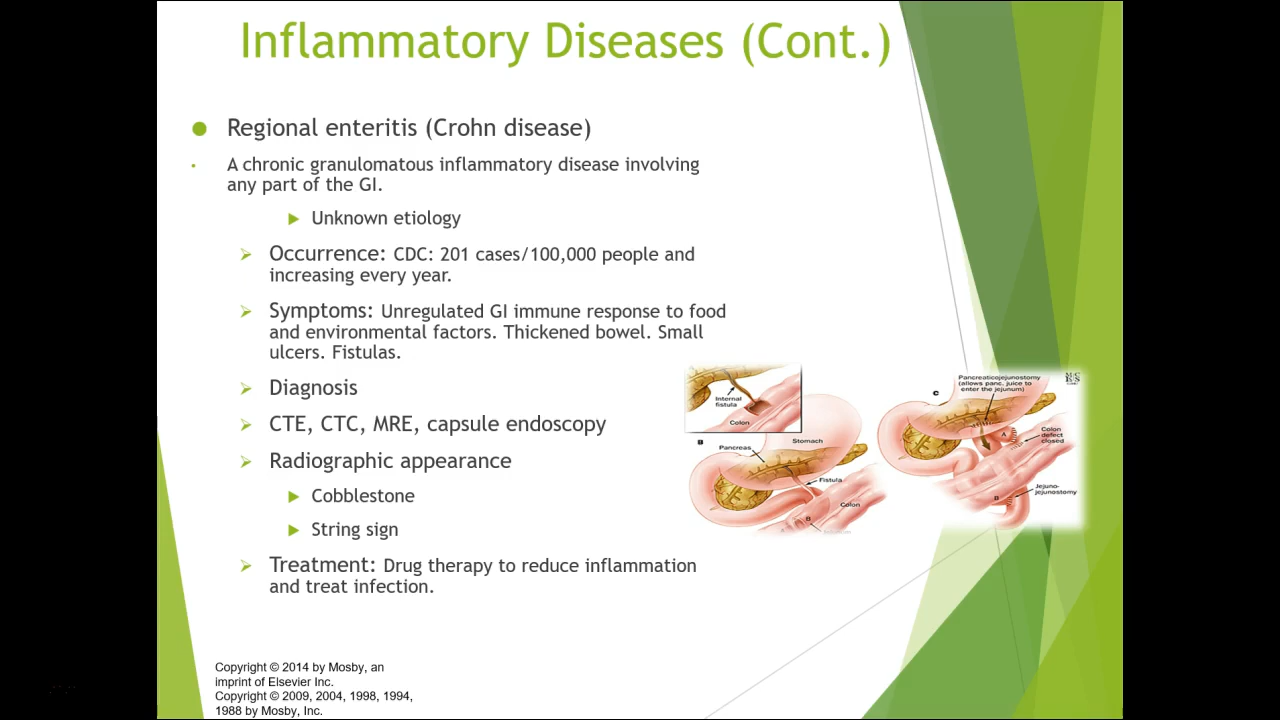 Inflammatory Diseases (Cont.)
Regional enteritis (Crohn disease)
A chronic granulomatous inflammatory disease involving
any part of the GI.
Unknown etiology
Occurrence: CDC: 201 cases/100,000 people and
increasing every year.
Symptoms: Unregulated GI immune response to food
and environmental factors. Thickened bowel. Small
ulcers. Fistulas.
Diagnosis
CTE, CTC, MRE, capsule endoscopy
Radiographic appearance
Cobblestone
String sign
Treatment: Drug therapy to reduce inflammation
and treat infection.
Internal
fistula
Colon
B
Pancreas
Stomach
Fistula
Colon
B
C
Pancreaticojejunostomy
(allows panc. juice to
enter the jejunum)
A
Colon
defect
closed
B
Jejuno-
jejunostomy
Copyright © 2014 by Mosby, an
imprint of Elsevier Inc.
Copyright © 2009, 2004, 1998, 1994,
1988 by Mosby, Inc.